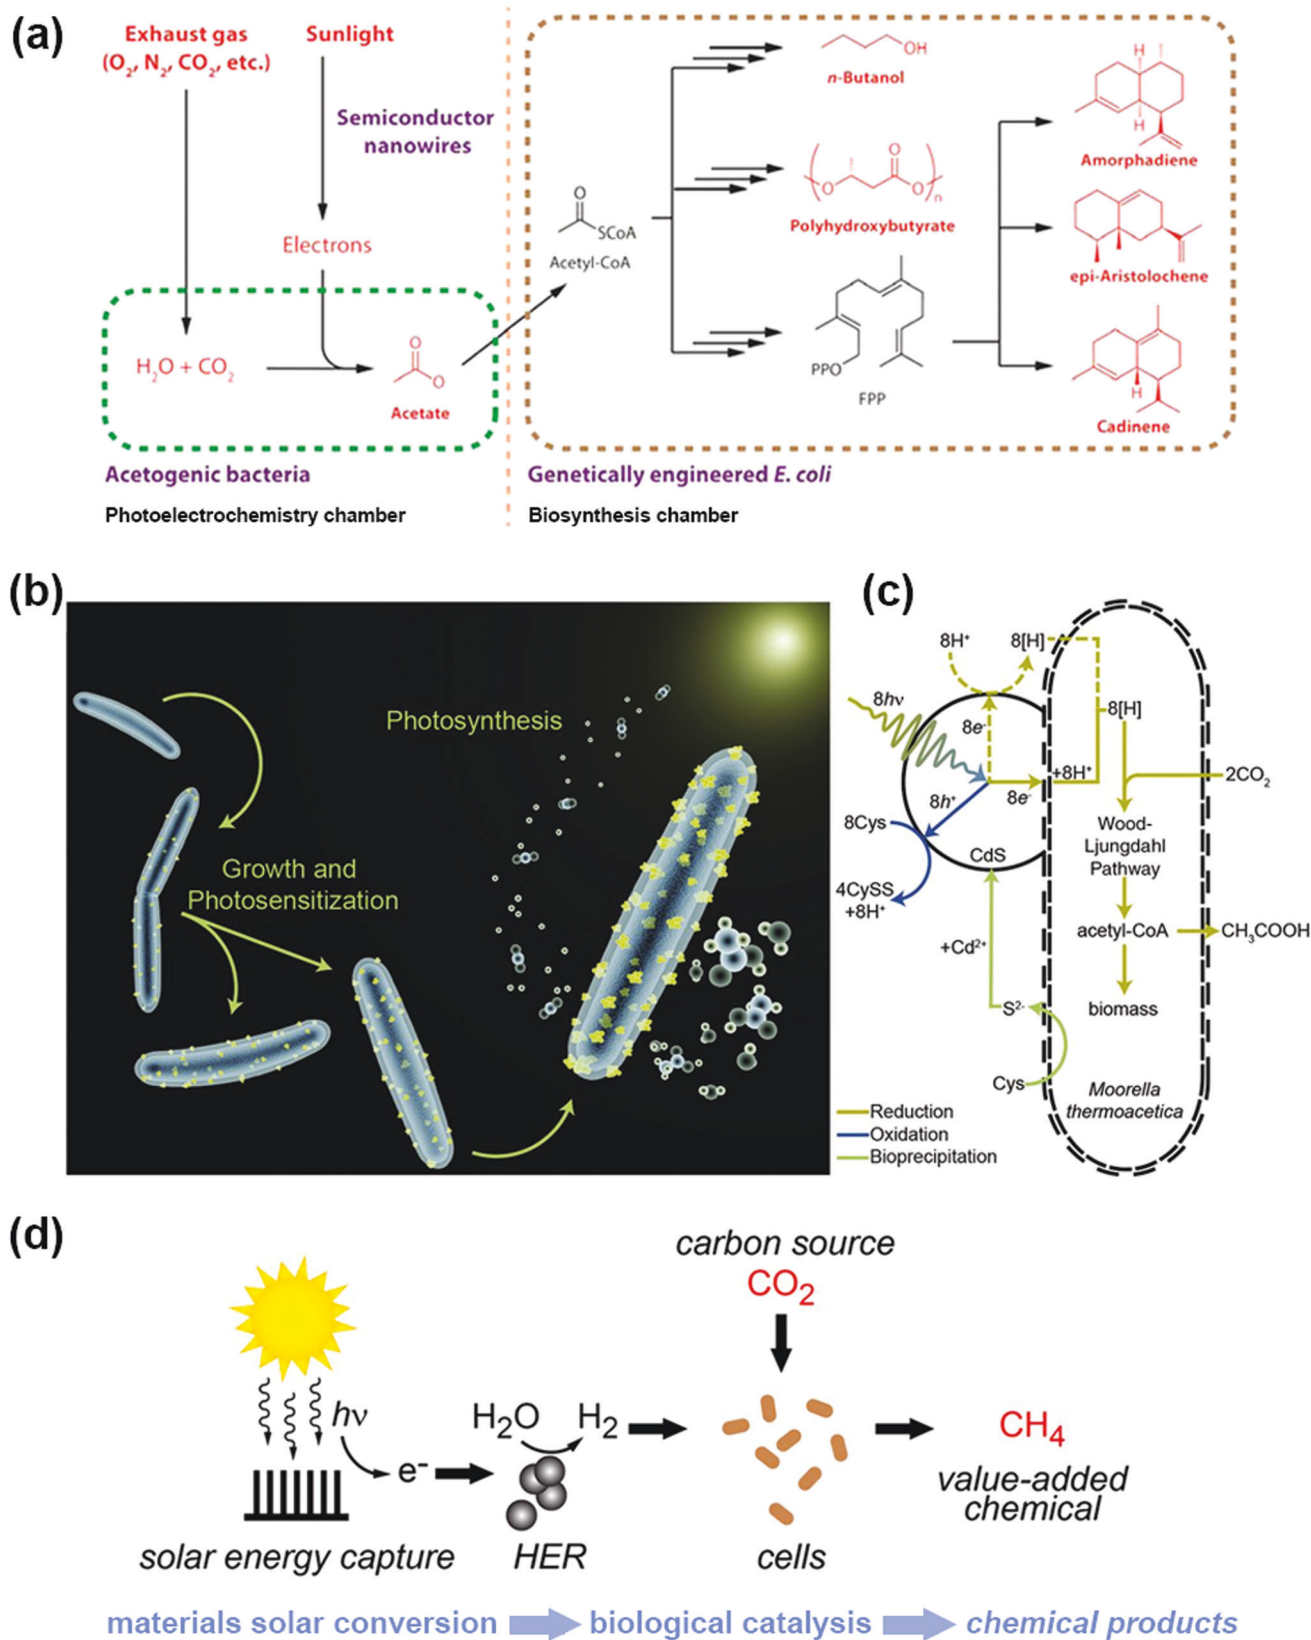 (a)
Exhaust gas
(O₂, N₂, CO₂, etc.)
Sunlight
Semiconductor
nanowires
Electrons
H₂O + CO₂
O
O
Acetate
Acetogenic bacteria
Photoelectrochemistry chamber
O
SCoA
Acetyl-CoA
OH
n-Butanol
O
O
O
n
Polyhydroxybutyrate
PPO
FPP
H
H
Amorphadiene
epi-Aristolochene
H
Cadinene
Genetically engineered E. coli
Biosynthesis chamber
(b)
Photosynthesis
Growth and
Photosensitization
(c)
8H⁺
8[H]
8hν
8e⁻
8[H]
+8H⁺
8h⁺
8e⁻
2CO₂
8Cys
CdS
Wood-
Ljungdahl
Pathway
4CySS
+8H⁺
+Cd²⁺
acetyl-CoA
CH₃COOH
S²⁻
biomass
Cys
Moorella
thermoacetica
Reduction
Oxidation
Bioprecipitation
(d)
carbon source
CO₂
hν
e⁻
H₂O
H₂
CH₄
value-added
chemical
solar energy capture
HER
cells
materials solar conversion
biological catalysis
chemical products